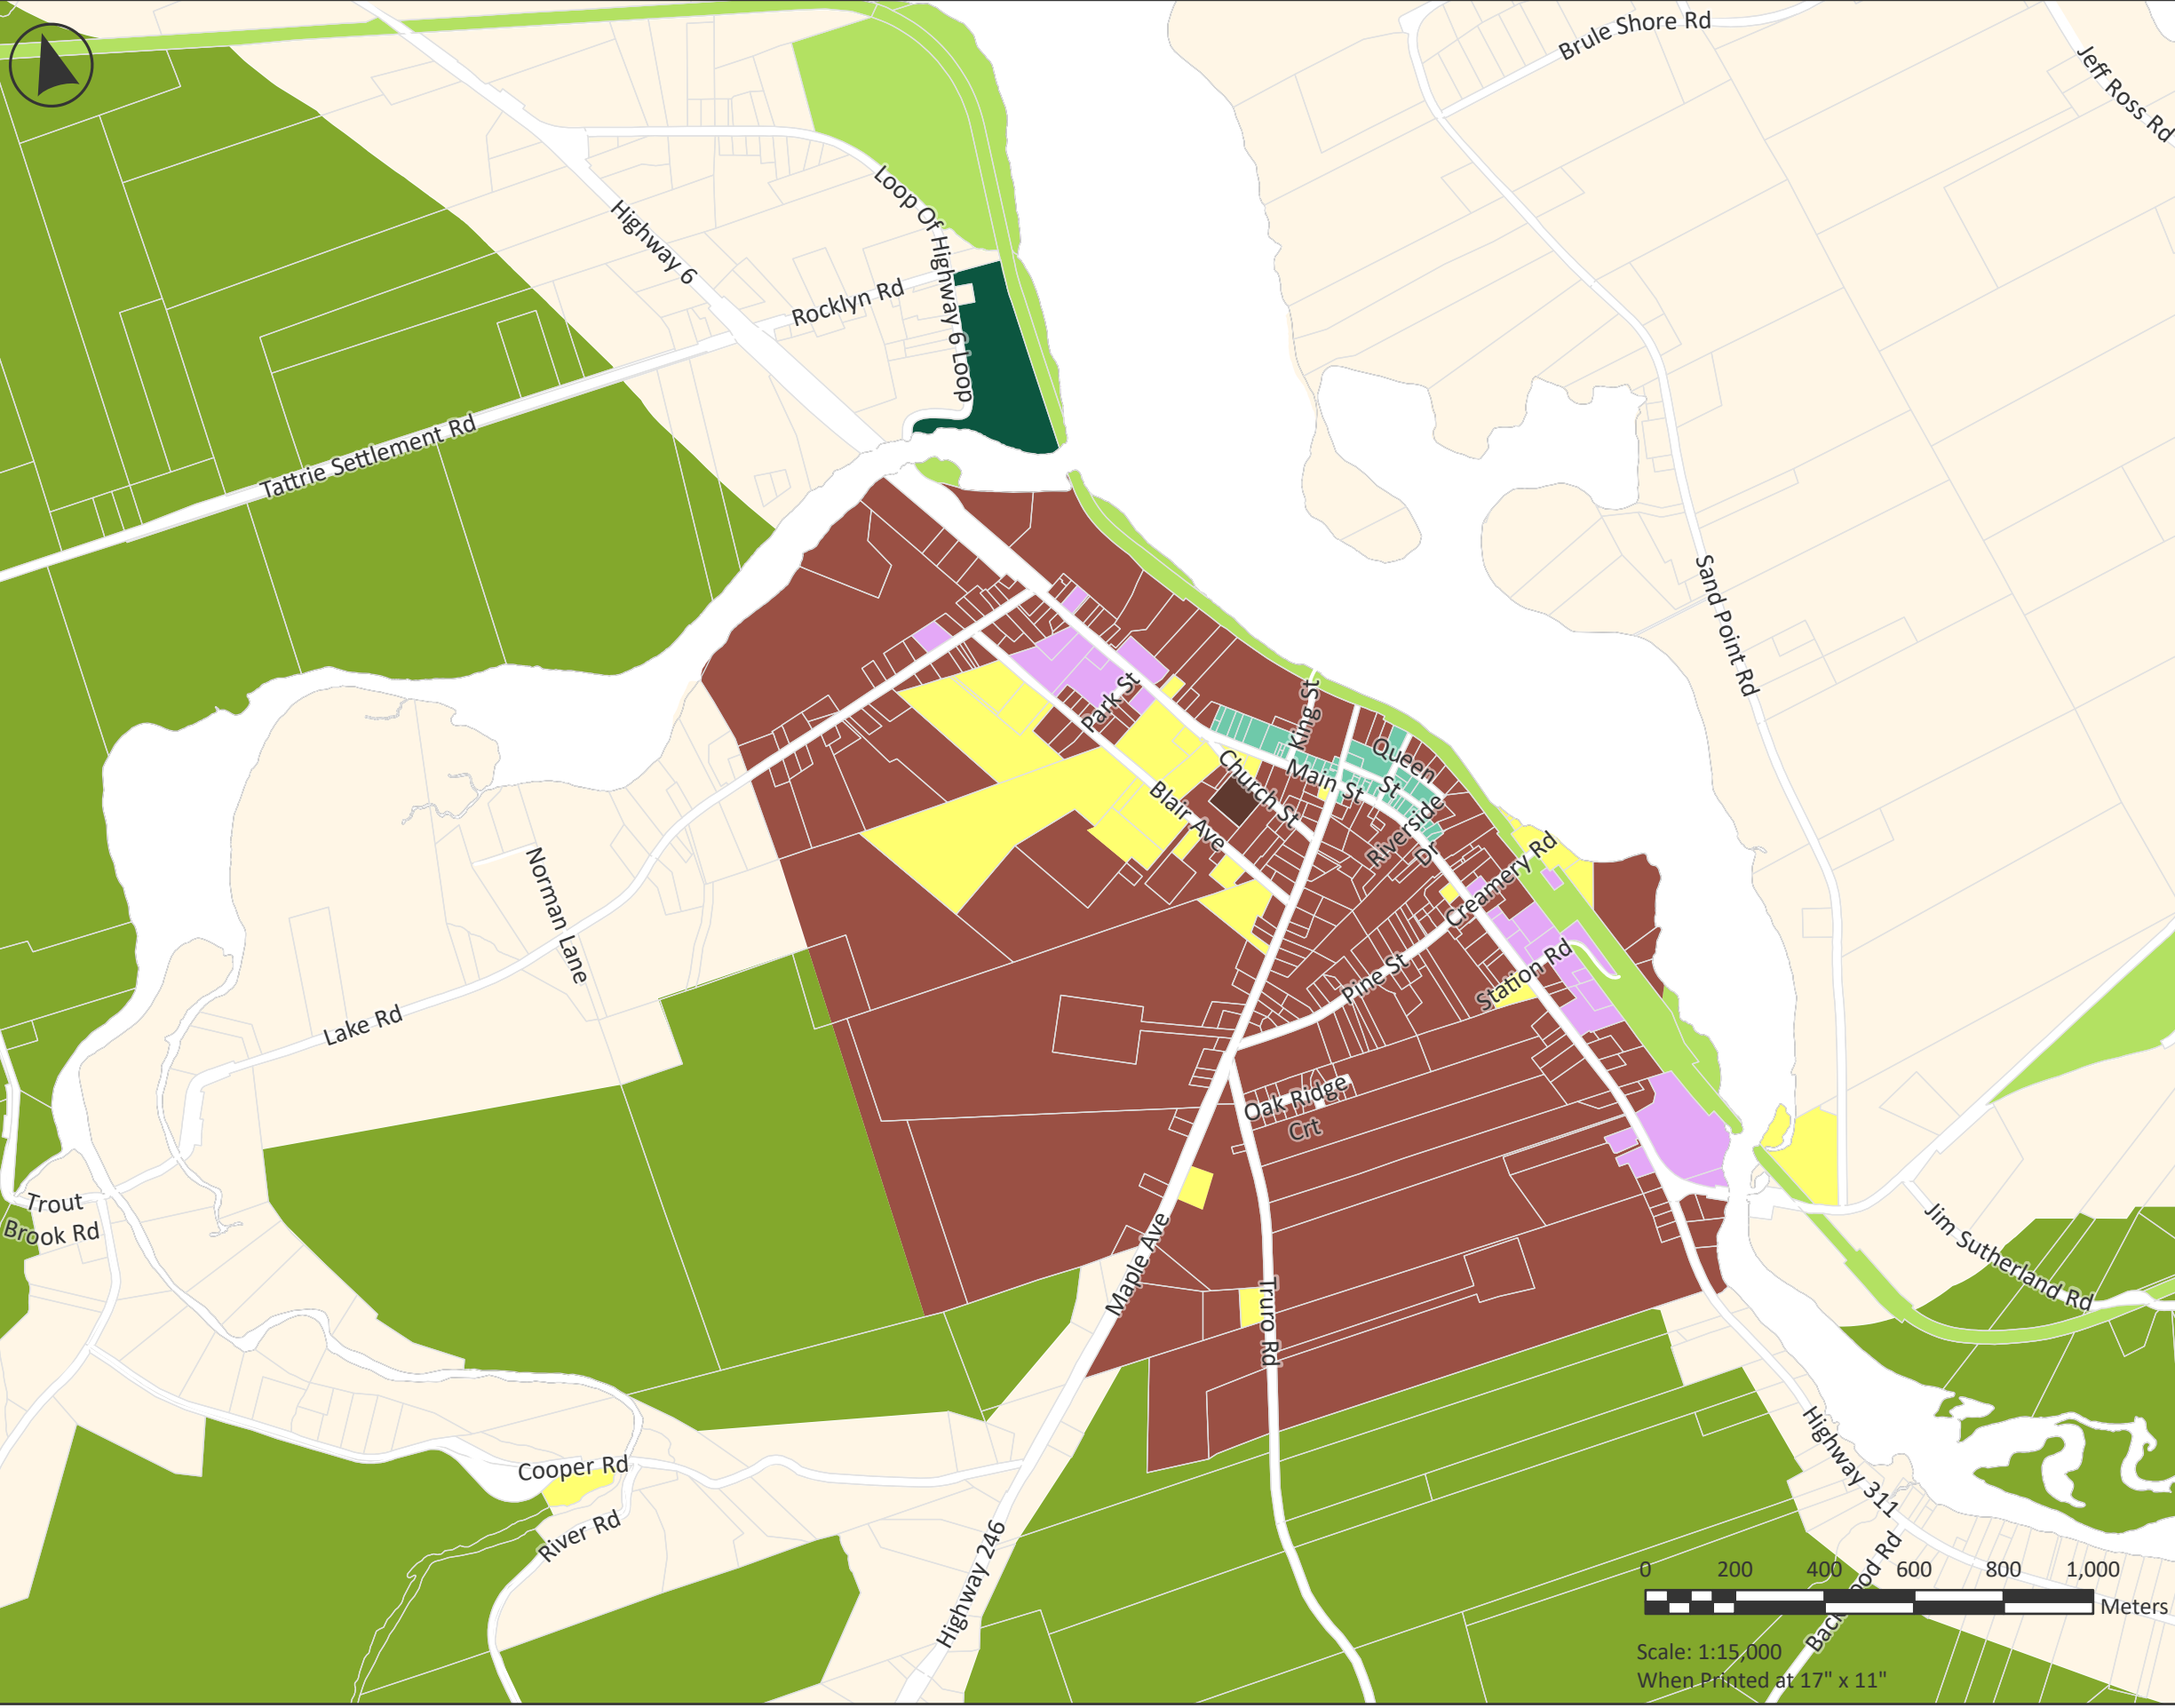 Brule Shore Rd
Jeff Ross Rd
Loop Of Highway 6 Loop
Highway 6
Rocklyn Rd
Tattrie Settlement Rd
Sand Point Rd
King St
Park St
Queen
St
Main St
Church St
Blair Ave
Riverside
Dr
Creamery Rd
Norman Lane
Station Rd
Pine St
Lake Rd
Oak Ridge
Crt
Trout
Brook Rd
Maple Ave
Truro Rd
Jim Sutherland Rd
Cooper Rd
River Rd
Highway 311
Highway 246
0 200 400 600 800 1,000
Meters
Scale: 1:15,000
When Printed at 17" x 11"